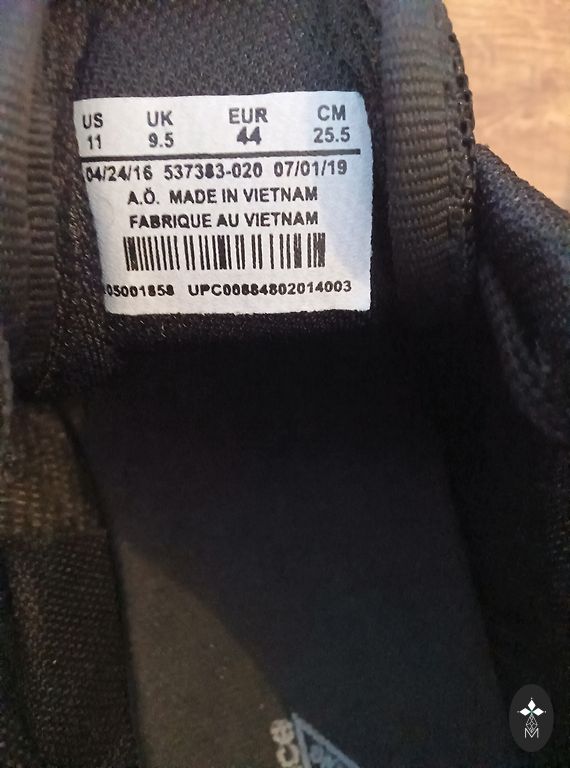 US UK EUR CM
11 9.5 44 25.5
04/24/16 537383-020 07/01/19
A.Ö. MADE IN VIETNAM
FABRIQUE AU VIETNAM
05001858 UPC00884802014003
ce
M